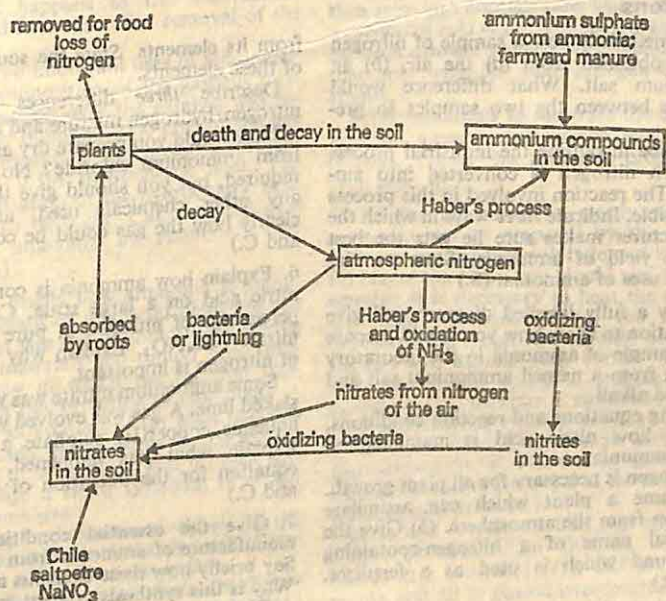 removed for food
loss of
nitrogen
ammonium sulphate
from ammonia;
farmyard manure
plants
death and decay in the soil
ammonium compounds
in the soil
decay
Haber's process
atmospheric nitrogen
absorbed
by roots
bacteria
or lightning
Haber's process
and oxidation
of NH₃
oxidizing
bacteria
nitrates from nitrogen
of the air
nitrates
in the soil
oxidizing bacteria
nitrites
in the soil
Chile
saltpetre
NaNO₃